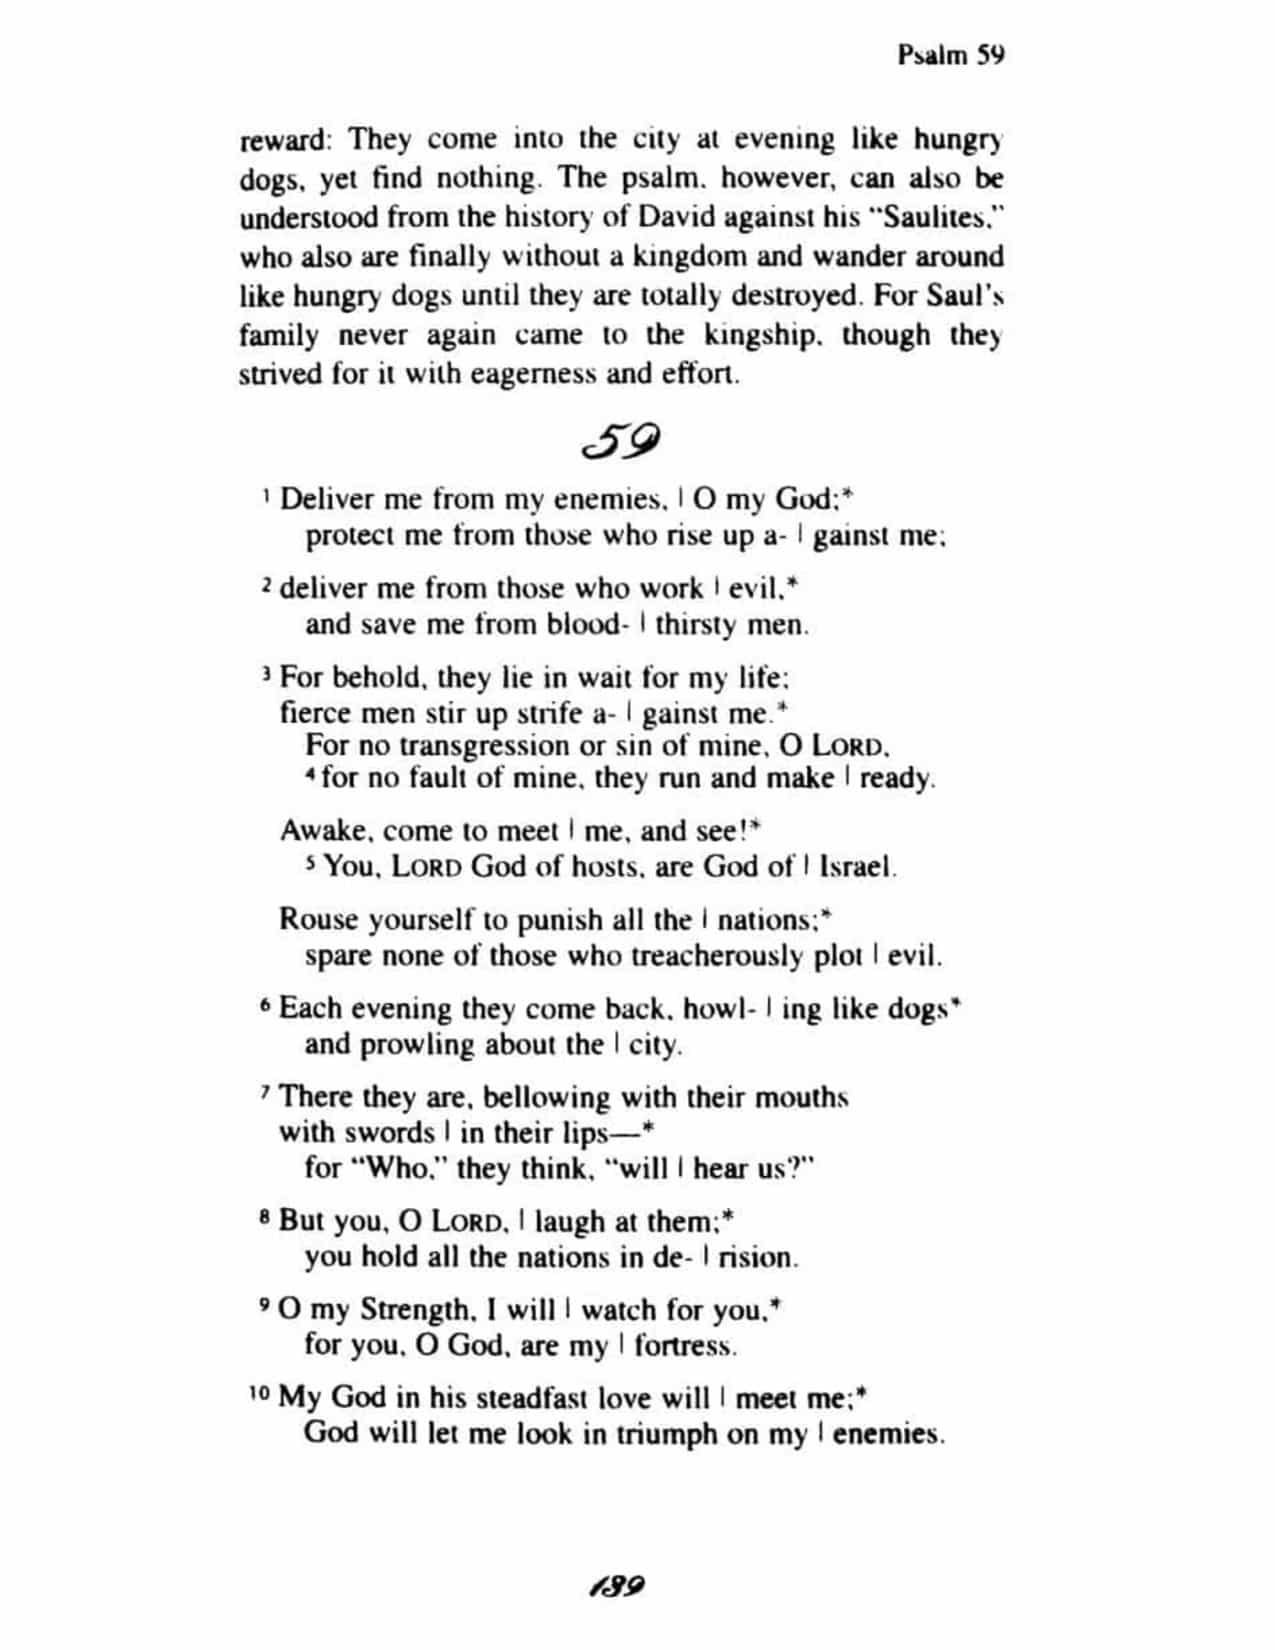 Psalm 59
reward: They come into the city at evening like hungry
dogs, yet find nothing. The psalm, however, can also be
understood from the history of David against his "Saulites,"
who also are finally without a kingdom and wander around
like hungry dogs until they are totally destroyed. For Saul's
family never again came to the kingship, though they
strived for it with eagerness and effort.
59
1 Deliver me from my enemies, | O my God;*
protect me from those who rise up a- | gainst me;
2 deliver me from those who work | evil,*
and save me from blood- | thirsty men.
3 For behold, they lie in wait for my life;
fierce men stir up strife a- | gainst me.*
For no transgression or sin of mine, O LORD,
4 for no fault of mine, they run and make | ready.
Awake, come to meet | me, and see!*
5 You, LORD God of hosts, are God of | Israel.
Rouse yourself to punish all the | nations;*
spare none of those who treacherously plot | evil.
6 Each evening they come back, howl- | ing like dogs*
and prowling about the | city.
7 There they are, bellowing with their mouths
with swords | in their lips—*
for "Who," they think, "will | hear us?"
8 But you, O LORD, | laugh at them;*
you hold all the nations in de- | rision.
9 O my Strength, I will | watch for you,*
for you, O God, are my | fortress.
10 My God in his steadfast love will | meet me;*
God will let me look in triumph on my | enemies.
139